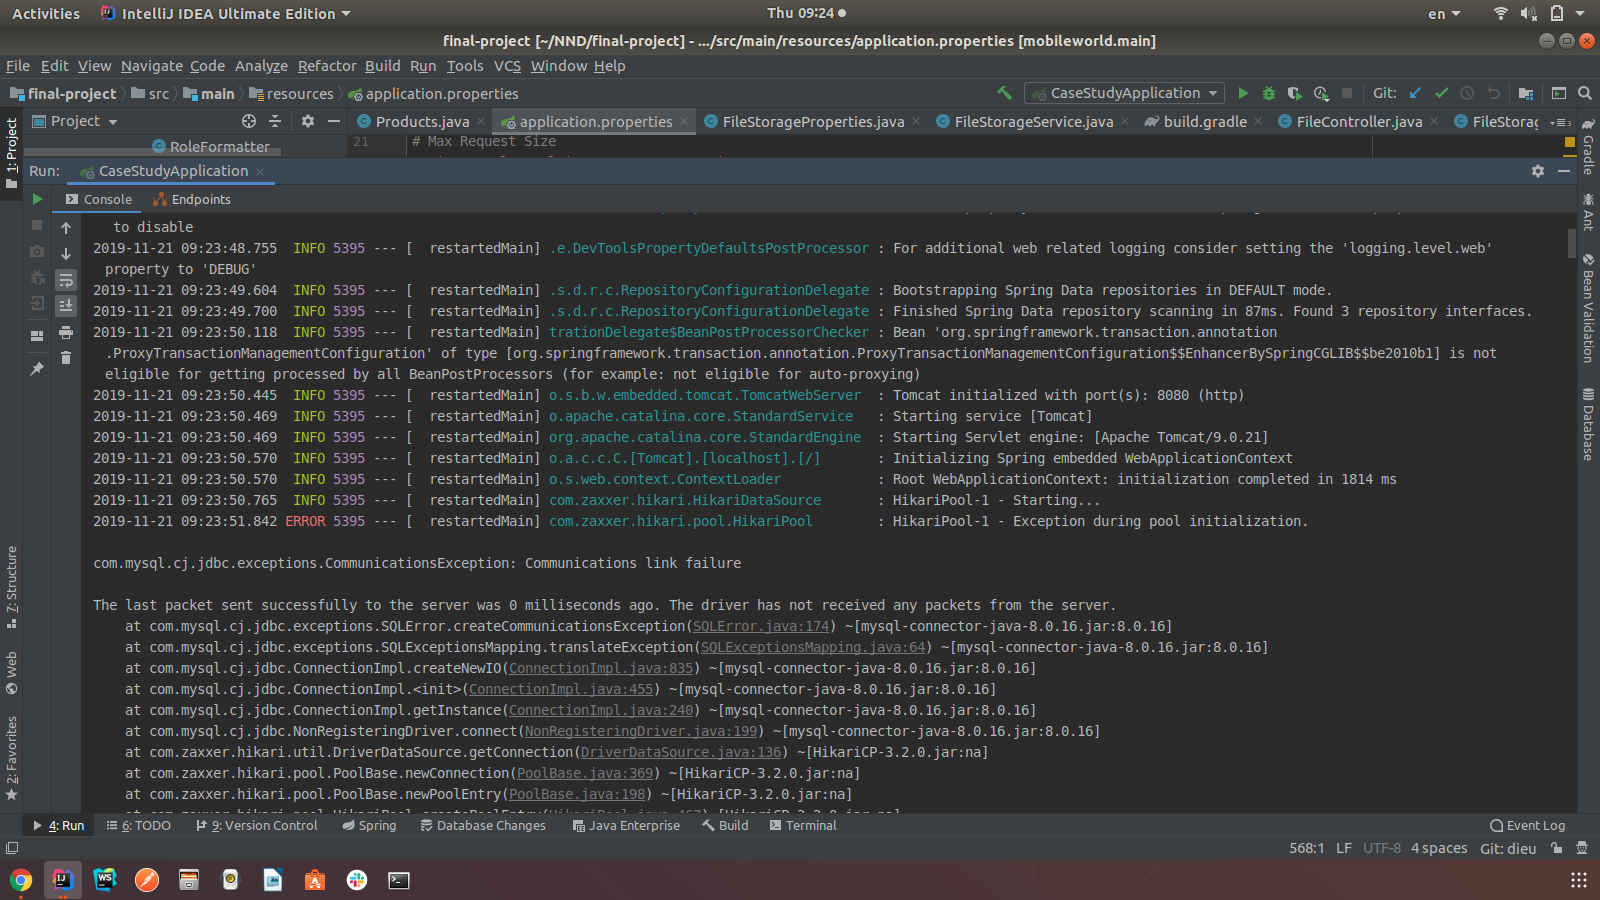 Activities IntelliJ IDEA Ultimate Edition Thu 09:24 en
final-project [~/NND/final-project] - .../src/main/resources/application.properties [mobileworld.main]
File Edit View Navigate Code Analyze Refactor Build Run Tools VCS Window Help
final-project src main resources application.properties CaseStudyApplication Git:
Project Products.java application.properties FileStorageProperties.java FileStorageService.java build.gradle FileController.java FileStorag
RoleFormatter 21 # Max Request Size
Run: CaseStudyApplication
Console Endpoints
to disable
2019-11-21 09:23:48.755 INFO 5395 --- [ restartedMain] .e.DevToolsPropertyDefaultsPostProcessor : For additional web related logging consider setting the 'logging.level.web'
property to 'DEBUG'
2019-11-21 09:23:49.604 INFO 5395 --- [ restartedMain] .s.d.r.c.RepositoryConfigurationDelegate : Bootstrapping Spring Data repositories in DEFAULT mode.
2019-11-21 09:23:49.700 INFO 5395 --- [ restartedMain] .s.d.r.c.RepositoryConfigurationDelegate : Finished Spring Data repository scanning in 87ms. Found 3 repository interfaces.
2019-11-21 09:23:50.118 INFO 5395 --- [ restartedMain] trationDelegate$BeanPostProcessorChecker : Bean 'org.springframework.transaction.annotation
.ProxyTransactionManagementConfiguration' of type [org.springframework.transaction.annotation.ProxyTransactionManagementConfiguration$$EnhancerBySpringCGLIB$$be2010b1] is not
eligible for getting processed by all BeanPostProcessors (for example: not eligible for auto-proxying)
2019-11-21 09:23:50.445 INFO 5395 --- [ restartedMain] o.s.b.w.embedded.tomcat.TomcatWebServer : Tomcat initialized with port(s): 8080 (http)
2019-11-21 09:23:50.469 INFO 5395 --- [ restartedMain] o.apache.catalina.core.StandardService : Starting service [Tomcat]
2019-11-21 09:23:50.469 INFO 5395 --- [ restartedMain] org.apache.catalina.core.StandardEngine : Starting Servlet engine: [Apache Tomcat/9.0.21]
2019-11-21 09:23:50.570 INFO 5395 --- [ restartedMain] o.a.c.c.C.[Tomcat].[localhost].[/] : Initializing Spring embedded WebApplicationContext
2019-11-21 09:23:50.570 INFO 5395 --- [ restartedMain] o.s.web.context.ContextLoader : Root WebApplicationContext: initialization completed in 1814 ms
2019-11-21 09:23:50.765 INFO 5395 --- [ restartedMain] com.zaxxer.hikari.HikariDataSource : HikariPool-1 - Starting...
2019-11-21 09:23:51.842 ERROR 5395 --- [ restartedMain] com.zaxxer.hikari.pool.HikariPool : HikariPool-1 - Exception during pool initialization.
com.mysql.cj.jdbc.exceptions.CommunicationsException: Communications link failure
The last packet sent successfully to the server was 0 milliseconds ago. The driver has not received any packets from the server.
at com.mysql.cj.jdbc.exceptions.SQLError.createCommunicationsException(SQLError.java:174) ~[mysql-connector-java-8.0.16.jar:8.0.16]
at com.mysql.cj.jdbc.exceptions.SQLExceptionsMapping.translateException(SQLExceptionsMapping.java:64) ~[mysql-connector-java-8.0.16.jar:8.0.16]
at com.mysql.cj.jdbc.ConnectionImpl.createNewIO(ConnectionImpl.java:835) ~[mysql-connector-java-8.0.16.jar:8.0.16]
at com.mysql.cj.jdbc.ConnectionImpl.<init>(ConnectionImpl.java:455) ~[mysql-connector-java-8.0.16.jar:8.0.16]
at com.mysql.cj.jdbc.ConnectionImpl.getInstance(ConnectionImpl.java:240) ~[mysql-connector-java-8.0.16.jar:8.0.16]
at com.mysql.cj.jdbc.NonRegisteringDriver.connect(NonRegisteringDriver.java:199) ~[mysql-connector-java-8.0.16.jar:8.0.16]
at com.zaxxer.hikari.util.DriverDataSource.getConnection(DriverDataSource.java:136) ~[HikariCP-3.2.0.jar:na]
at com.zaxxer.hikari.pool.PoolBase.newConnection(PoolBase.java:369) ~[HikariCP-3.2.0.jar:na]
at com.zaxxer.hikari.pool.PoolBase.newPoolEntry(PoolBase.java:198) ~[HikariCP-3.2.0.jar:na]
1: Project
7: Structure
Web
2: Favorites
Gradle
Ant
Bean Validation
Database
4: Run 6: TODO 9: Version Control Spring Database Changes Java Enterprise Build Terminal Event Log
568:1 LF UTF-8 4 spaces Git: dieu